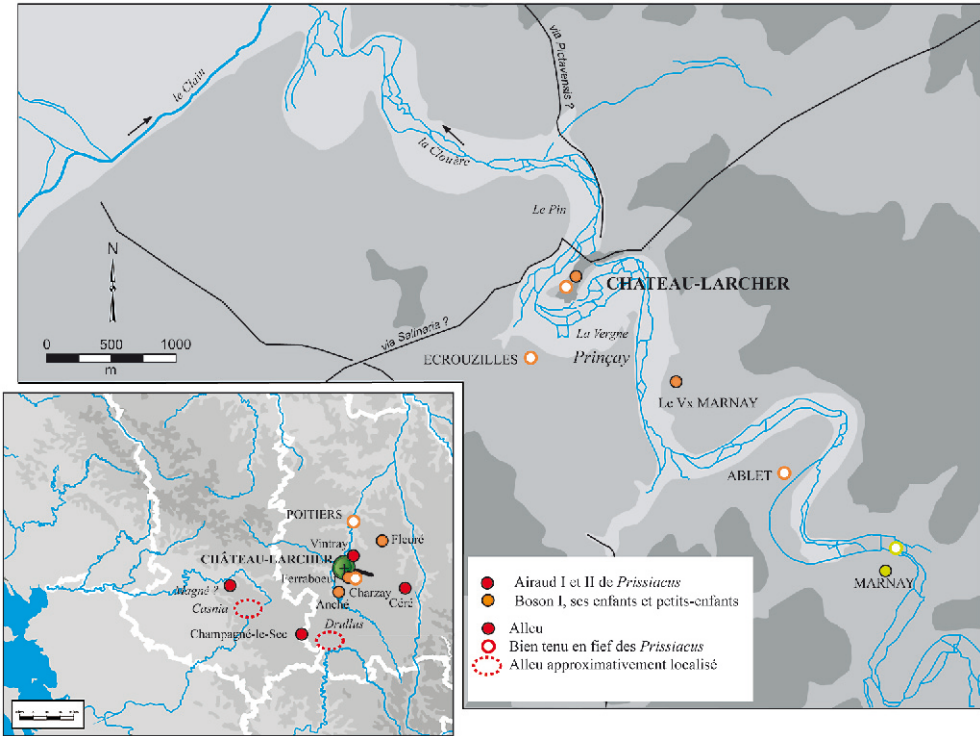 le Clain
la Clouère
via Pictavensis ?
Le Pin
N
CHATEAU-LARCHER
La Vergne
Prinçay
via Salinaria ?
ECROUZILLES
0 500 1000
m
Le Vx MARNAY
ABLET
MARNAY
POITIERS
Vintray
Fleuré
CHÂTEAU-LARCHER
Ferraboeuf
Magné ?
Charzay
Céré
Casnia
Anché
Drullus
Champagné-le-Sec
Airaud I et II de Prissiacus
Boson I, ses enfants et petits-enfants
Alleu
Bien tenu en fief des Prissiacus
Alleu approximativement localisé